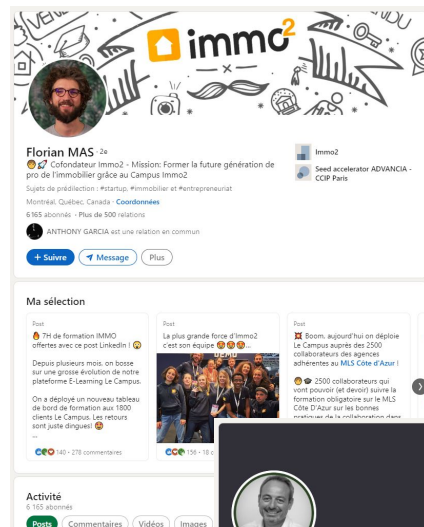 immo²
Florian MAS · 2e
Cofondateur Immo2 - Mission: Former la future génération de
pro de l'immobilier grâce au Campus Immo2
Sujets de prédilection : #startup, #immobilier et #entrepreneuriat
Montréal, Québec, Canada · Coordonnées
6 165 abonnés · Plus de 500 relations
ANTHONY GARCIA est une relation en commun
+ Suivre
Message
Plus
Immo2
Seed accelerator ADVANCIA -
CCIP Paris
Ma sélection
Post
🔥 7H de formation IMMO
offertes avec ce post LinkedIn ! 😱
Depuis plusieurs mois, on bosse
sur une grosse évolution de notre
plateforme E-Learning Le Campus.
On a déployé un nouveau tableau
de bord de formation aux 1800
clients Le Campus. Les retours
sont juste dingues! 🤩
...
140 · 278 commentaires
Post
La plus grande force d'Immo2
c'est son équipe 🥰🥰🥰...
156 · 18 c
Post
💥 Boom, aujourd'hui on déploie
Le Campus auprès des 2500
collaborateurs des agences
adhérentes au MLS Côte d'Azur !
🧑‍🎓 2500 collaborateurs qui
vont pouvoir (et devoir) suivre la
formation obligatoire sur le MLS
Côte D'Azur sur les bonnes
pratiques de la collaboration dans
Activité
6 165 abonnés
Posts
Commentaires
Vidéos
Images